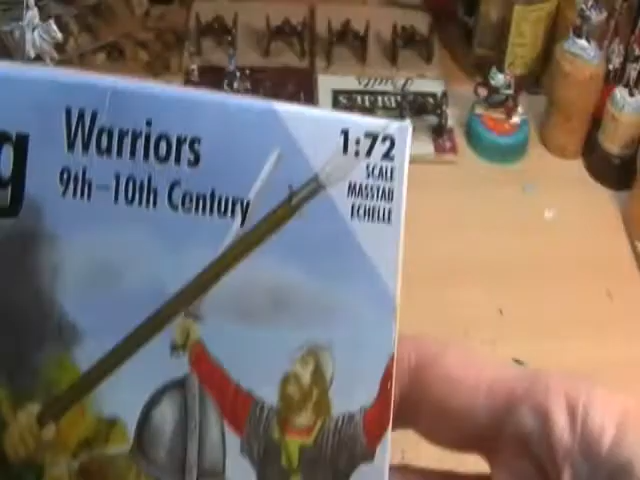 g Warriors
9th-10th Century
1:72
SCALE
MASSTAB
ECHELLE